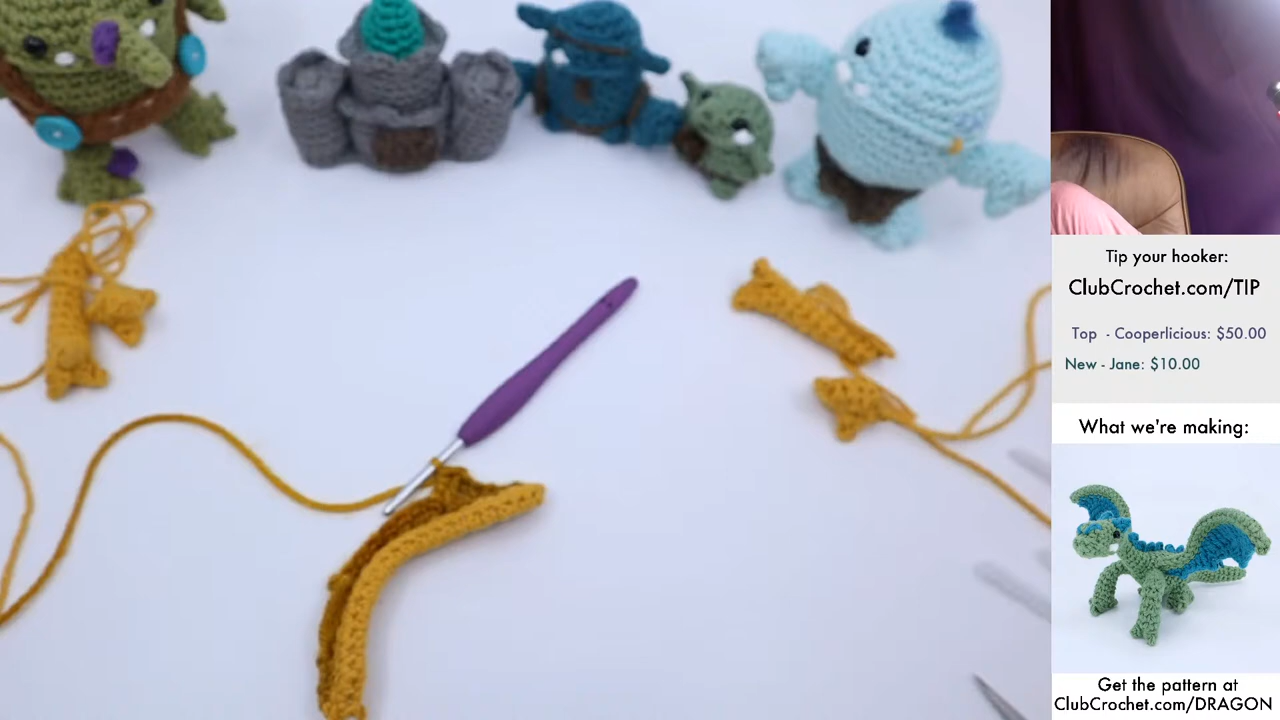 Tip your hooker:
ClubCrochet.com/TIP
Top - Cooperlicious: $50.00
New - Jane: $10.00
What we're making:
Get the pattern at
ClubCrochet.com/DRAGON